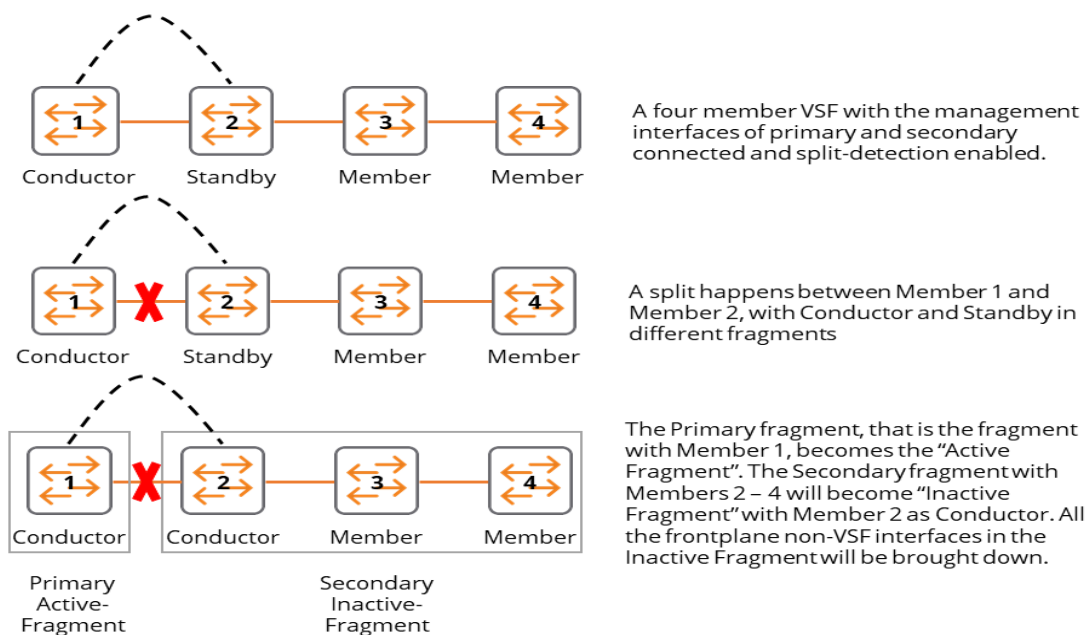 1
2
3
4
Conductor
Standby
Member
Member
A four member VSF with the management
interfaces of primary and secondary
connected and split-detection enabled.
1
2
3
4
Conductor
Standby
Member
Member
A split happens between Member 1 and
Member 2, with Conductor and Standby in
different fragments
1
2
3
4
Conductor
Conductor
Member
Member
The Primary fragment, that is the fragment
with Member 1, becomes the “Active
Fragment”. The Secondary fragment with
Members 2 – 4 will become “Inactive
Fragment” with Member 2 as Conductor. All
the frontplane non-VSF interfaces in the
Inactive Fragment will be brought down.
Primary
Active-
Fragment
Secondary
Inactive-
Fragment